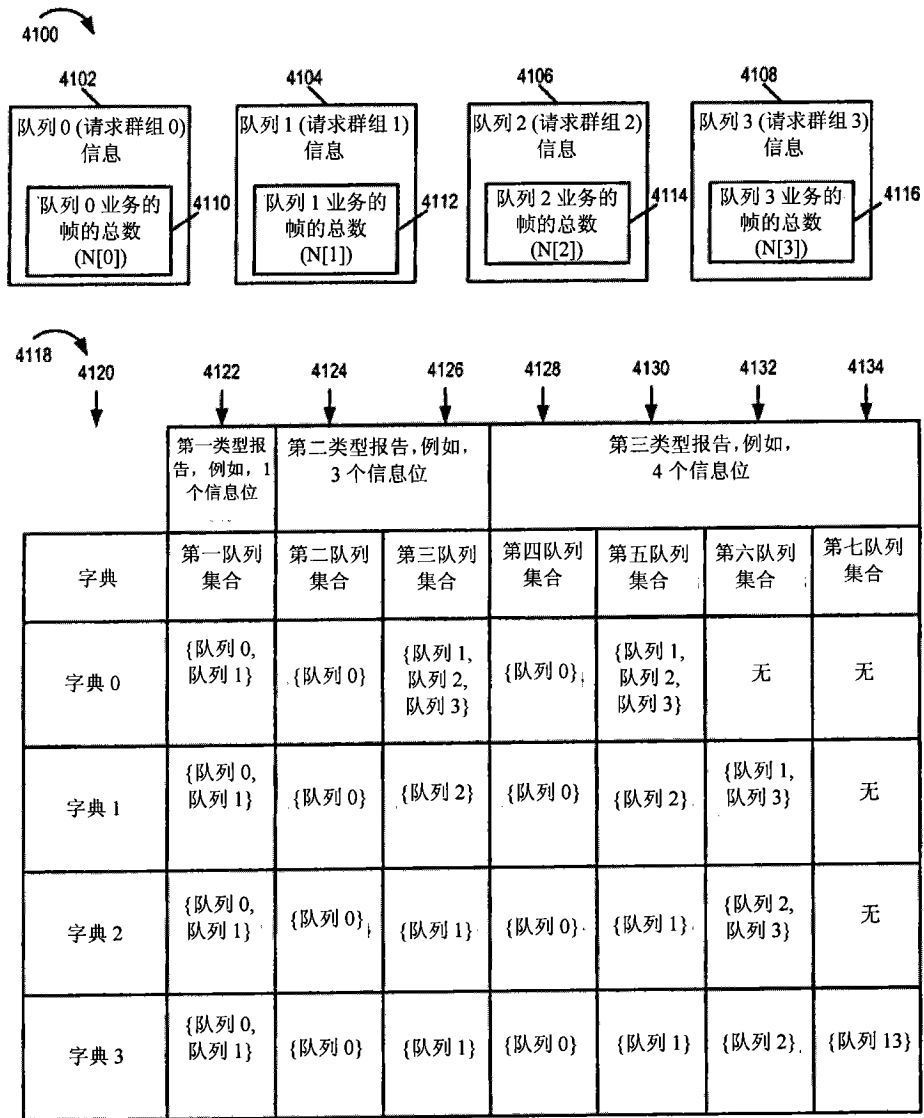 4100
4102
4104
4106
4108
队列 0 (请求群组 0)
信息
队列 0 业务的
帧的总数
(N[0])
4110
队列 1 (请求群组 1)
信息
队列 1 业务的
帧的总数
(N[1])
4112
队列 2 (请求群组 2)
信息
队列 2 业务的
帧的总数
(N[2])
4114
队列 3 (请求群组 3)
信息
队列 3 业务的
帧的总数
(N[3])
4116
4118
4120
4122
4124
4126
4128
4130
4132
4134
第一类型报
告，例如，1
个信息位
第二类型报告，例如，
3 个信息位
第三类型报告，例如，
4 个信息位
字典
第一队列
集合
第二队列
集合
第三队列
集合
第四队列
集合
第五队列
集合
第六队列
集合
第七队列
集合
字典 0
{队列 0,
队列 1}
{队列 0}
{队列 1,
队列 2,
队列 3}
{队列 0}
{队列 1,
队列 2,
队列 3}
无
无
字典 1
{队列 0,
队列 1}
{队列 0}
{队列 2}
{队列 0}
{队列 2}
{队列 1,
队列 3}
无
字典 2
{队列 0,
队列 1}
{队列 0}
{队列 1}
{队列 0}
{队列 1}
{队列 2,
队列 3}
无
字典 3
{队列 0,
队列 1}
{队列 0}
{队列 1}
{队列 0}
{队列 1}
{队列 2}
{队列 13}